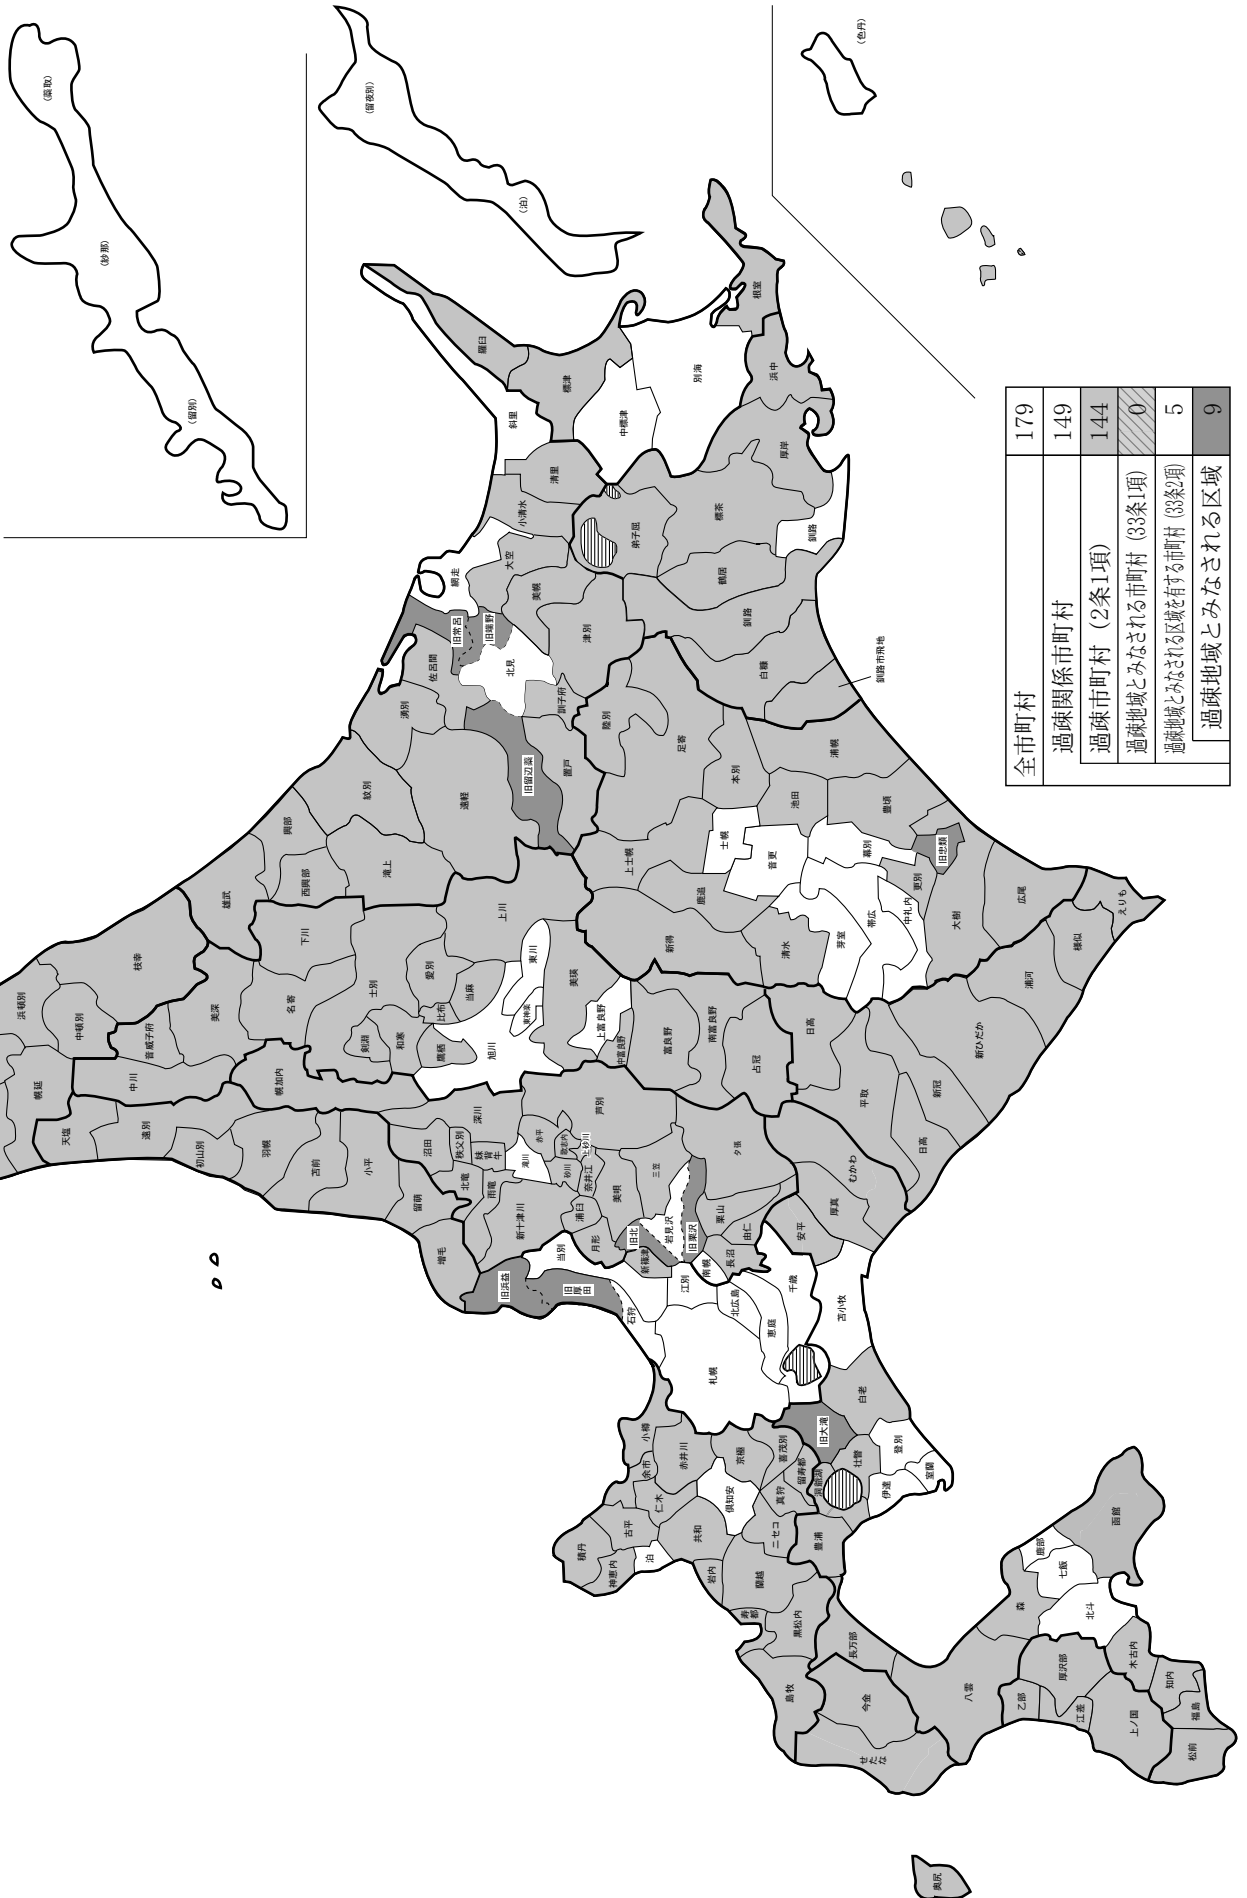 （蘂取）
（紗那）
（留別）
（留夜別）
（泊）
（色丹）
羅臼
標津
斜里
中標津
別海
根室
浜中
厚岸
清里
小清水
標茶
弟子屈
釧路
鶴居
大空
網走
美幌
津別
釧路
白糠
釧路市飛地
旧常呂
旧端野
北見
佐呂間
訓子府
湧別
陸別
足寄
旧留辺蘂
置戸
本別
浦幌
紋別
遠軽
池田
豊頃
興部
西興部
滝上
上士幌
士幌
音更
幕別
旧忠類
雄武
鹿追
更別
中札内
帯広
大樹
広尾
えりも
上川
下川
東川
新得
清水
芽室
様似
浦河
枝幸
浜頓別
中頓別
音威子府
美深
名寄
士別
愛別
当麻
比布
東神楽
美瑛
上富良野
中富良野
富良野
南富良野
占冠
日高
新ひだか
剣淵
和寒
鷹栖
旭川
幌延
中川
幌加内
平取
新冠
日高
天塩
遠別
初山別
羽幌
苫前
小平
深川
沼田
秩父別
妹背牛
北竜
雨竜
滝川
赤平
芦別
歌志内
上砂川
砂川
奈井江
夕張
むかわ
留萌
新十津川
浦臼
美唄
三笠
月形
旧北
岩見沢
旧栗沢
栗山
由仁
安平
厚真
増毛
当別
新篠津
南幌
長沼
旧浜益
旧厚田
石狩
江別
北広島
千歳
恵庭
苫小牧
札幌
白老
小樽
赤井川
余市
仁木
京極
喜茂別
旧大滝
壮瞥
登別
室蘭
伊達
留寿都
洞爺湖
真狩
倶知安
古平
積丹
神恵内
泊
共和
ニセコ
豊浦
岩内
蘭越
寿都
黒松内
長万部
島牧
今金
せたな
八雲
森
鹿部
七飯
函館
北斗
厚沢部
乙部
江差
木古内
知内
上ノ国
福島
松前
奥尻
全市町村 179
過疎関係市町村 149
過疎市町村（2条1項） 144
過疎地域とみなされる市町村（33条1項） 0
過疎地域とみなされる区域を有する市町村（33条2項） 5
過疎地域とみなされる区域 9